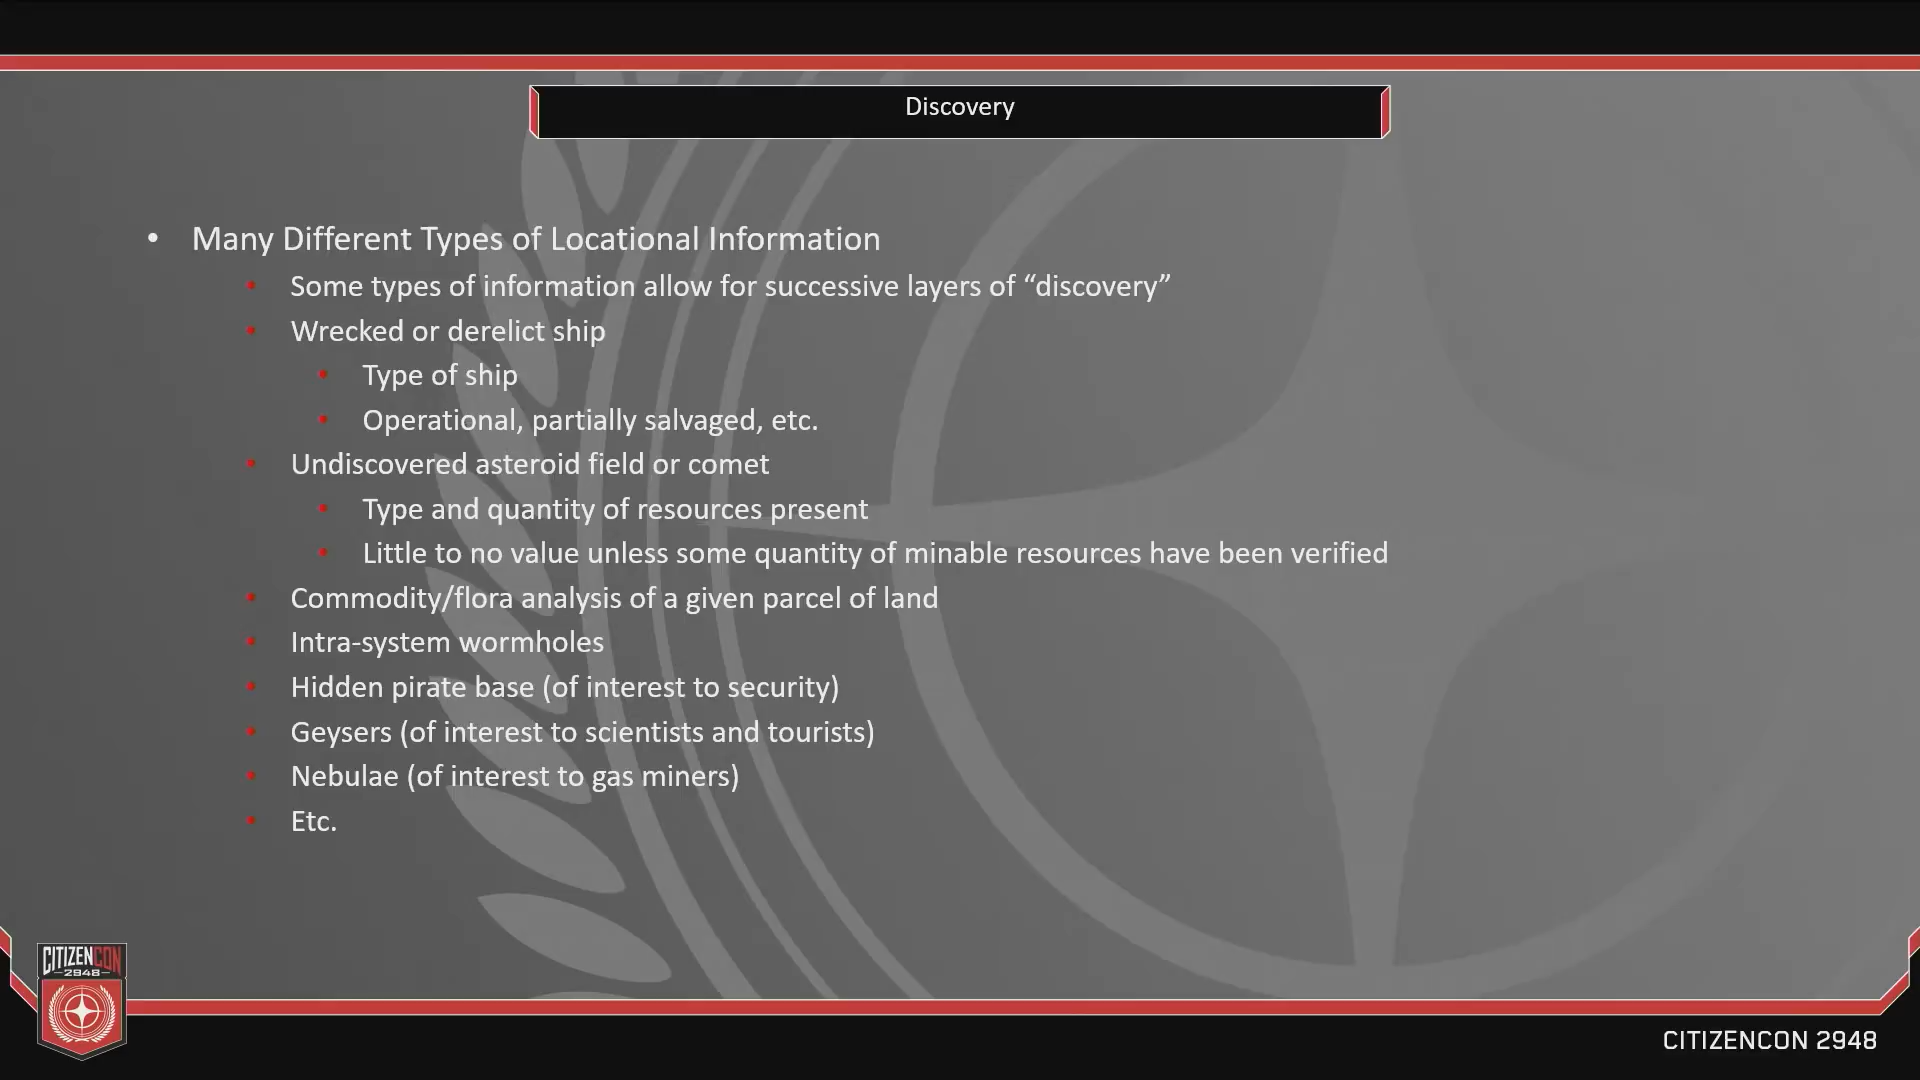 Discovery
• Many Different Types of Locational Information
• Some types of information allow for successive layers of “discovery”
• Wrecked or derelict ship
• Type of ship
• Operational, partially salvaged, etc.
• Undiscovered asteroid field or comet
• Type and quantity of resources present
• Little to no value unless some quantity of minable resources have been verified
• Commodity/flora analysis of a given parcel of land
• Intra-system wormholes
• Hidden pirate base (of interest to security)
• Geysers (of interest to scientists and tourists)
• Nebulae (of interest to gas miners)
• Etc.
CITIZENCON
2948
CITIZENCON 2948